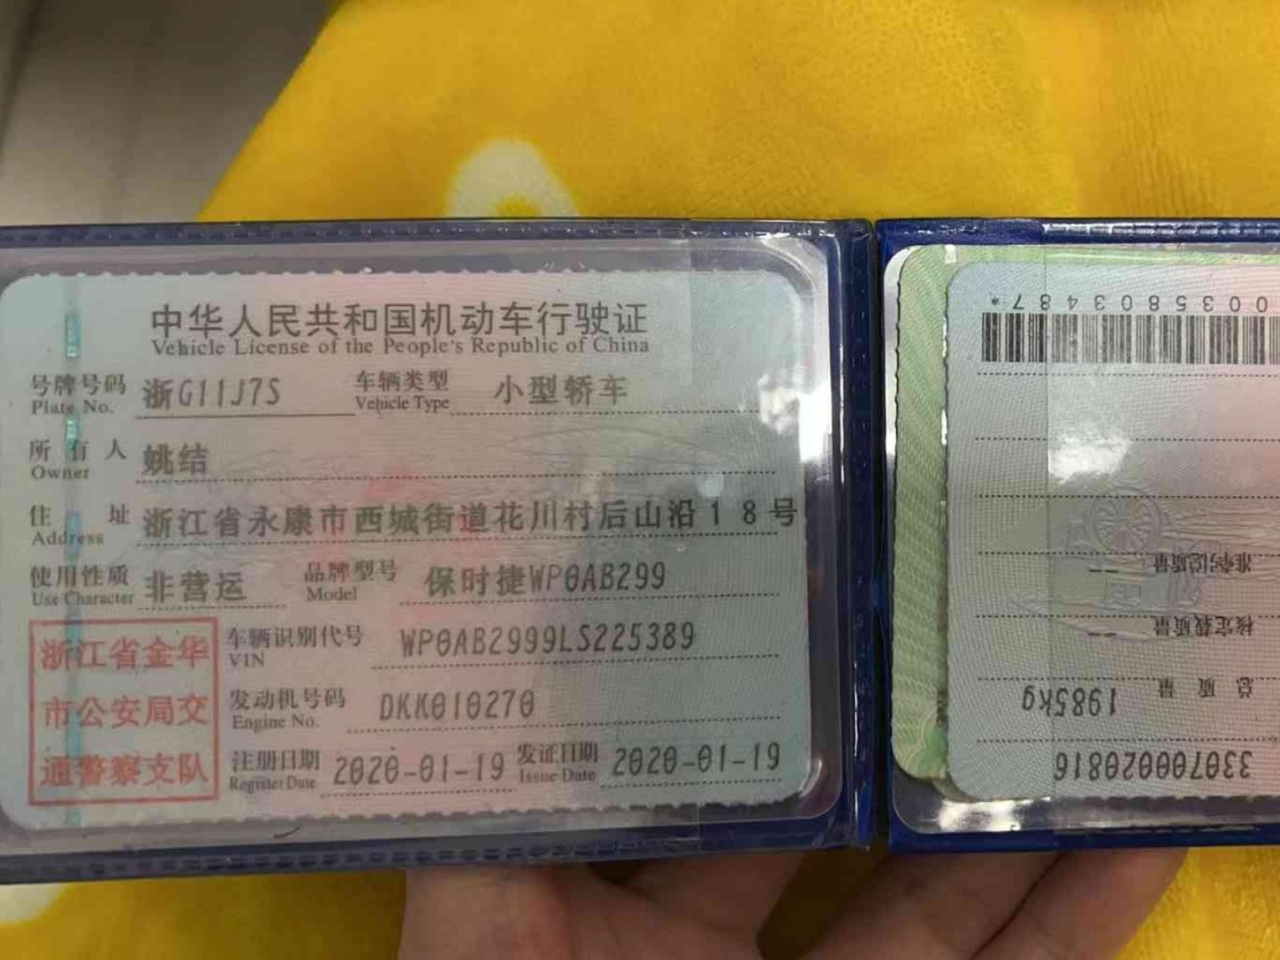 中华人民共和国机动车行驶证
Vehicle License of the People's Republic of China
号牌号码 浙G11J7S 车辆类型 小型轿车
Plate No. Vehicle Type
所有人 姚结
Owner
住址 浙江省永康市西城街道花川村后山沿18号
Address
使用性质 非营运 品牌型号 保时捷WP0AB299
Use Character Model
车辆识别代号 WP0AB2999LS225389
VIN
发动机号码 DKK010270
Engine No.
注册日期 2020-01-19 发证日期 2020-01-19
Register Date Issue Date
浙江省金华
市公安局交
通警察支队
330700020816
总质量 1985kg
核定载质量 --
准牵总质量 --
0035803487*